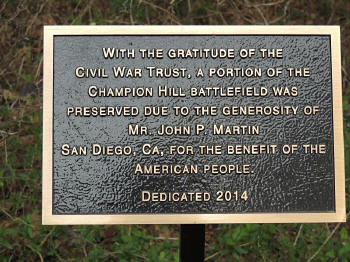 With the gratitude of the
Civil War Trust, a portion of the
Champion Hill battlefield was
preserved due to the generosity of
Mr. John P. Martin
San Diego, Ca, for the benefit of the
American people.
Dedicated 2014